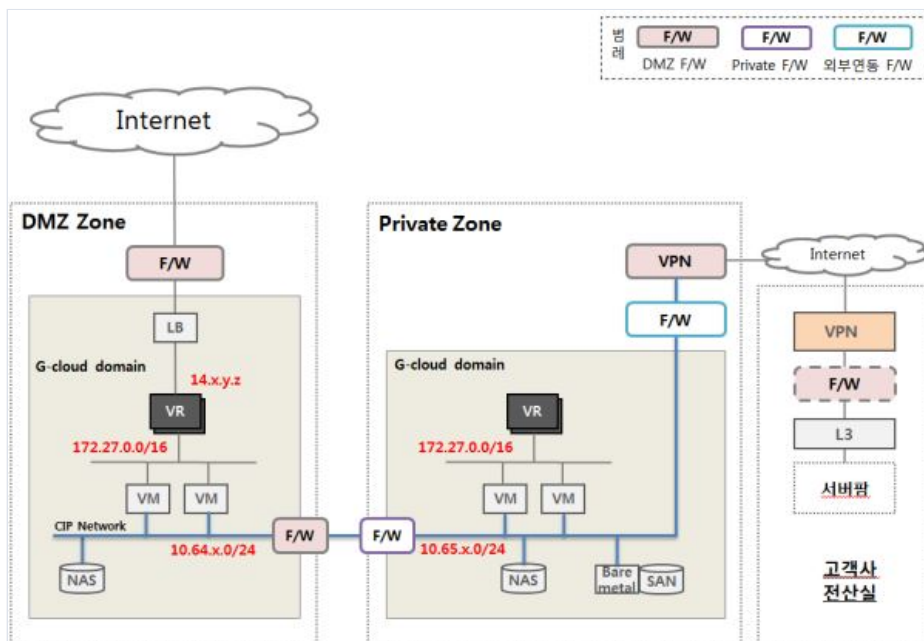 범
례
F/W
F/W
F/W
DMZ F/W
Private F/W
외부연동 F/W
Internet
DMZ Zone
F/W
LB
G-cloud domain
14.x.y.z
VR
172.27.0.0/16
VM
VM
CIP Network
10.64.x.0/24
NAS
F/W
F/W
Private Zone
VPN
F/W
G-cloud domain
VR
172.27.0.0/16
VM
VM
10.65.x.0/24
NAS
Bare
metal
SAN
Internet
VPN
F/W
L3
서버팜
고객사
전산실